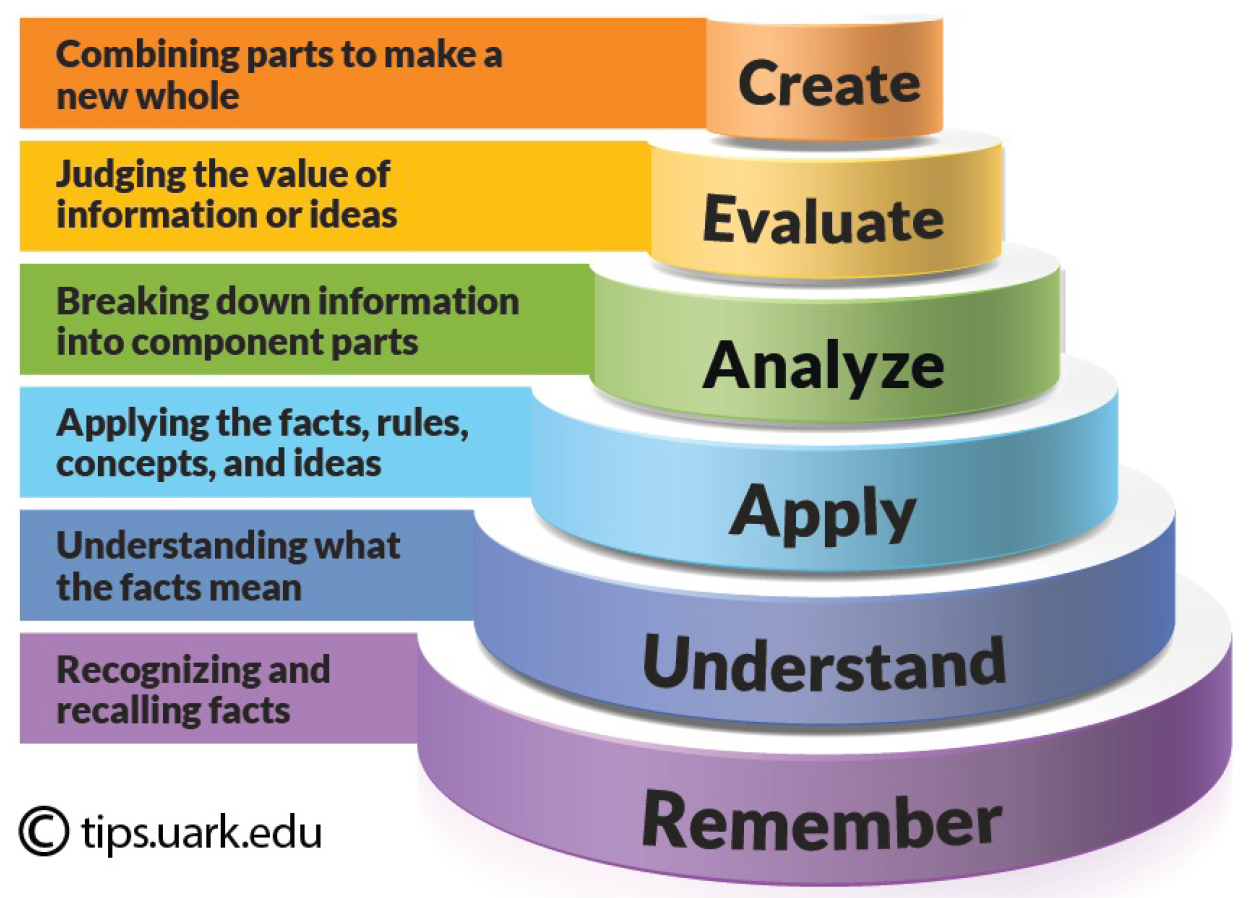 Combining parts to make a
new whole
Create
Judging the value of
information or ideas
Evaluate
Breaking down information
into component parts
Analyze
Applying the facts, rules,
concepts, and ideas
Apply
Understanding what
the facts mean
Understand
Recognizing and
recalling facts
Remember
© tips.uark.edu